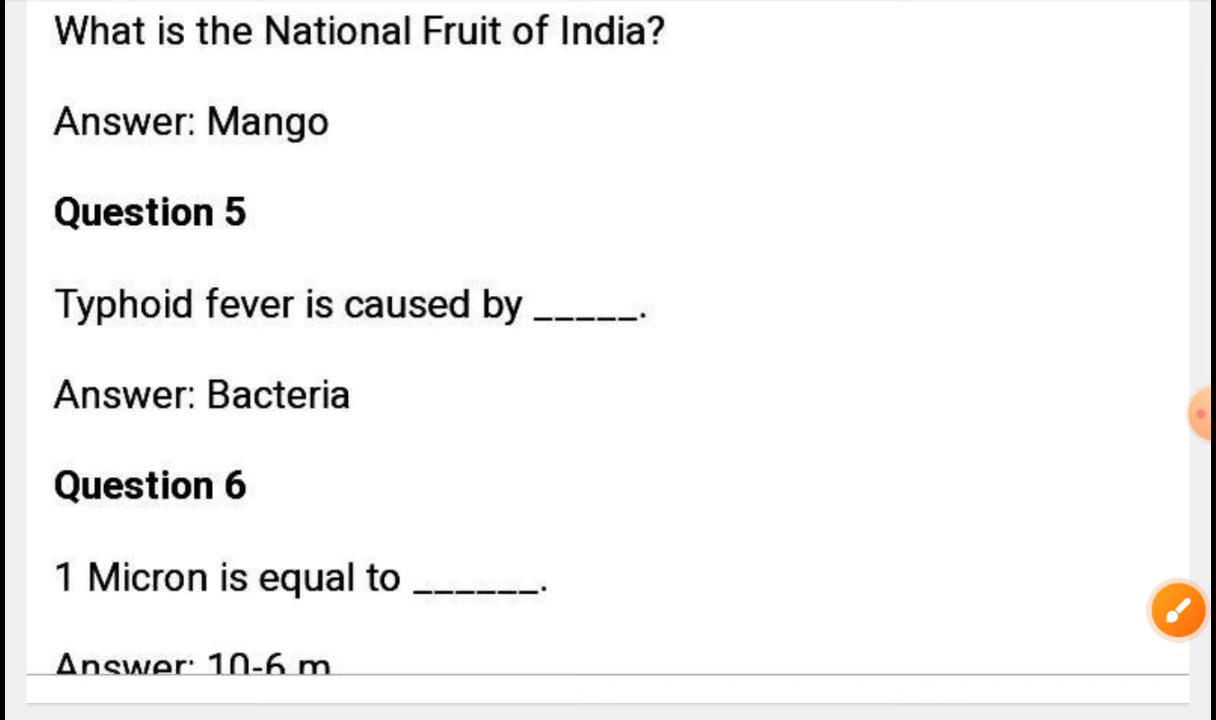 What is the National Fruit of India?
Answer: Mango
Question 5
Typhoid fever is caused by _____.
Answer: Bacteria
Question 6
1 Micron is equal to ______.
Answer: 10-6 m